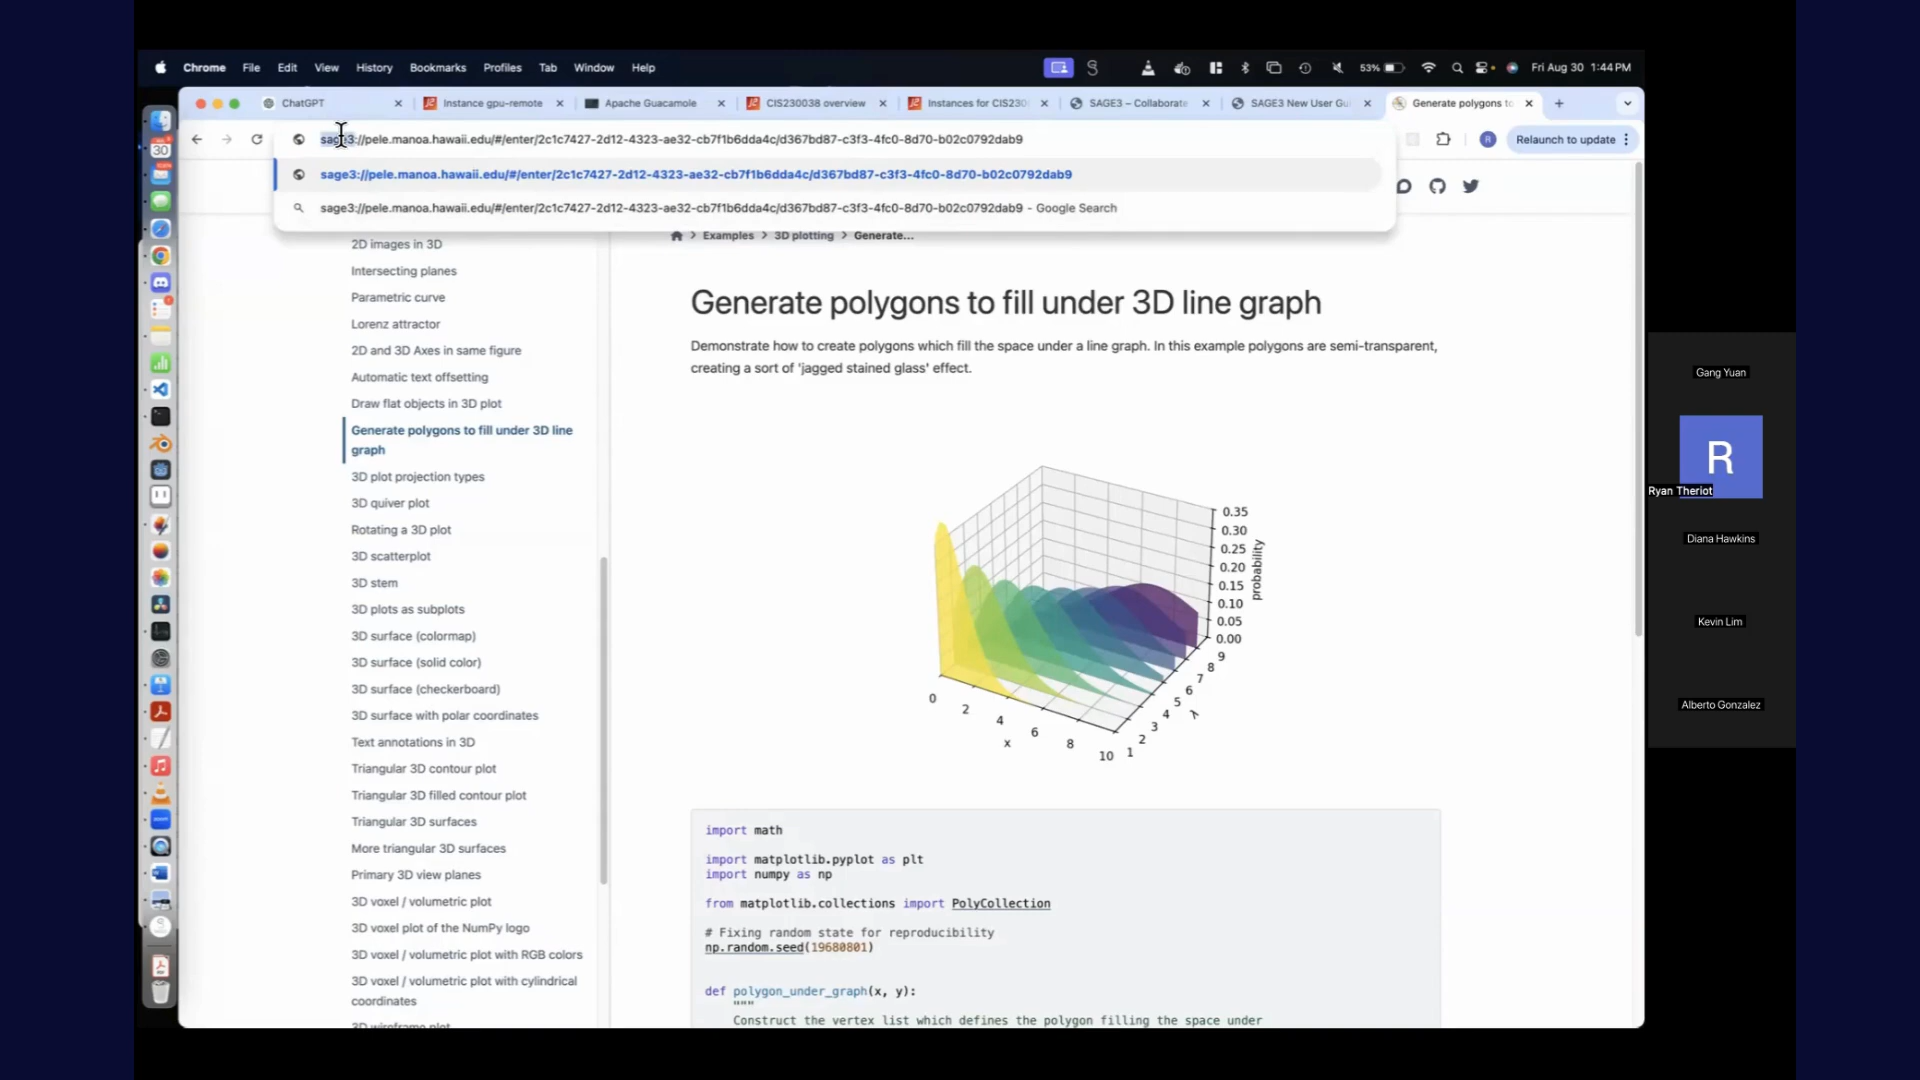 Chrome File Edit View History Bookmarks Profiles Tab Window Help
53% Fri Aug 30 1:44 PM
ChatGPT
Instance gpu-remote
Apache Guacamole
CIS230038 overview
Instances for CIS230
SAGE3 – Collaborate
SAGE3 New User Gu
Generate polygons to
sage3://pele.manoa.hawaii.edu/#/enter/2c1c7427-2d12-4323-ae32-cb7f1b6dda4c/d367bd87-c3f3-4fc0-8d70-b02c0792dab9
R
Relaunch to update
sage3://pele.manoa.hawaii.edu/#/enter/2c1c7427-2d12-4323-ae32-cb7f1b6dda4c/d367bd87-c3f3-4fc0-8d70-b02c0792dab9
sage3://pele.manoa.hawaii.edu/#/enter/2c1c7427-2d12-4323-ae32-cb7f1b6dda4c/d367bd87-c3f3-4fc0-8d70-b02c0792dab9 - Google Search
2D images in 3D
Intersecting planes
Parametric curve
Lorenz attractor
2D and 3D Axes in same figure
Automatic text offsetting
Draw flat objects in 3D plot
Generate polygons to fill under 3D line
graph
3D plot projection types
3D quiver plot
Rotating a 3D plot
3D scatterplot
3D stem
3D plots as subplots
3D surface (colormap)
3D surface (solid color)
3D surface (checkerboard)
3D surface with polar coordinates
Text annotations in 3D
Triangular 3D contour plot
Triangular 3D filled contour plot
Triangular 3D surfaces
More triangular 3D surfaces
Primary 3D view planes
3D voxel / volumetric plot
3D voxel plot of the NumPy logo
3D voxel / volumetric plot with RGB colors
3D voxel / volumetric plot with cylindrical
coordinates
3D wireframe plot
> Examples > 3D plotting > Generate...
Generate polygons to fill under 3D line graph
Demonstrate how to create polygons which fill the space under a line graph. In this example polygons are semi-transparent,
creating a sort of 'jagged stained glass' effect.
0.35
0.30
0.25
0.20
0.15
0.10
0.05
0.00
probability
9
8
7
6
5
4
3
2
1
λ
0
2
4
6
8
10
x
import math
import matplotlib.pyplot as plt
import numpy as np
from matplotlib.collections import PolyCollection
# Fixing random state for reproducibility
np.random.seed(19680801)
def polygon_under_graph(x, y):
"""
Construct the vertex list which defines the polygon filling the space under
Gang Yuan
R
Ryan Theriot
Diana Hawkins
Kevin Lim
Alberto Gonzalez